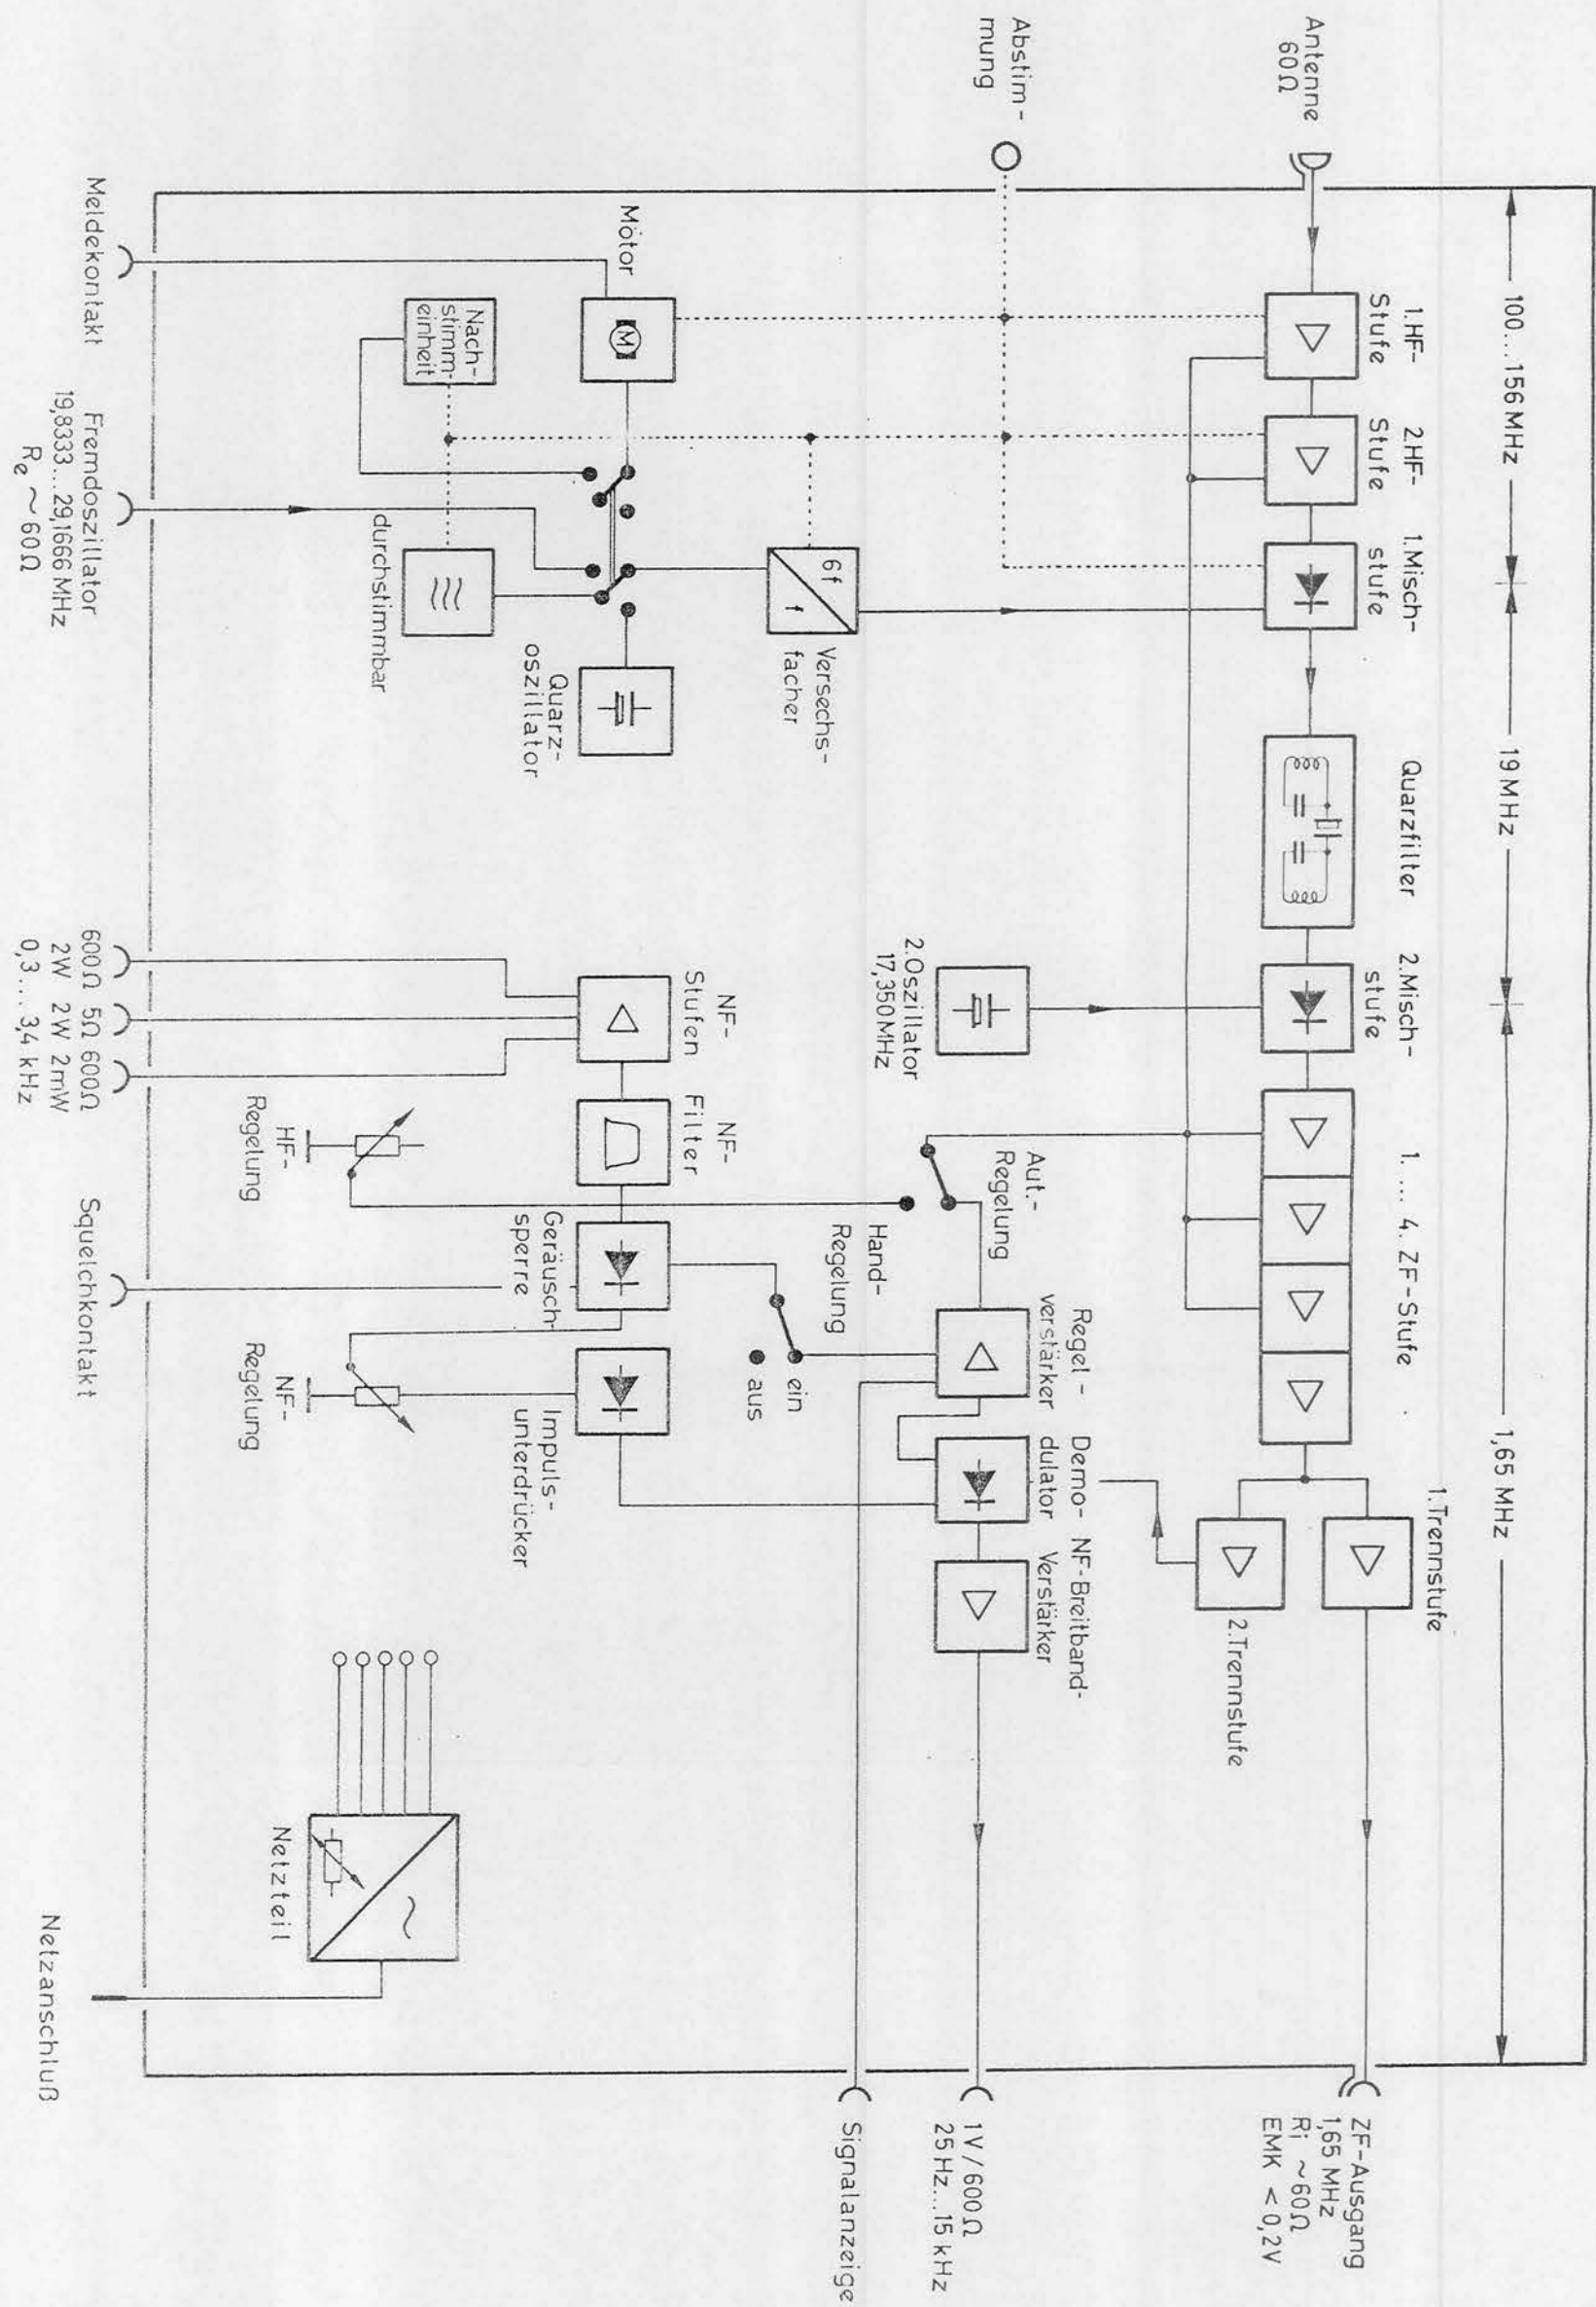 100...156 MHz
19 MHz
1,65 MHz
Antenne
60Ω
1.HF-
Stufe
2.HF-
Stufe
1.Misch-
stufe
Quarzfilter
2.Misch-
stufe
1. ... 4. ZF-Stufe
1.Trennstufe
2.Trennstufe
ZF-Ausgang
1,65 MHz
Ri ~60Ω
EMK < 0,2V
Abstim-
mung
6f
f
Versechs-
facher
2.Oszillator
17,350MHz
Aut.-
Regelung
Hand-
Regelung
Regel-
verstärker
Demo-
dulator
NF-Breitband-
Verstärker
1V/600Ω
25Hz...15 kHz
Signalanzeige
ein
aus
Motor
M
Nach-
stimm-
einheit
durchstimmbar
Quarz-
oszillator
NF-
Stufen
NF-
Filter
Geräusch-
sperre
Impuls-
unterdrücker
HF-
Regelung
NF-
Regelung
Netzteil
Meldekontakt
Fremdoszillator
19,8333...29,1666 MHz
Re ~ 60Ω
600Ω 5Ω 600Ω
2W 2W 2mW
0,3... 3,4 kHz
Squelchkontakt
Netzanschluß